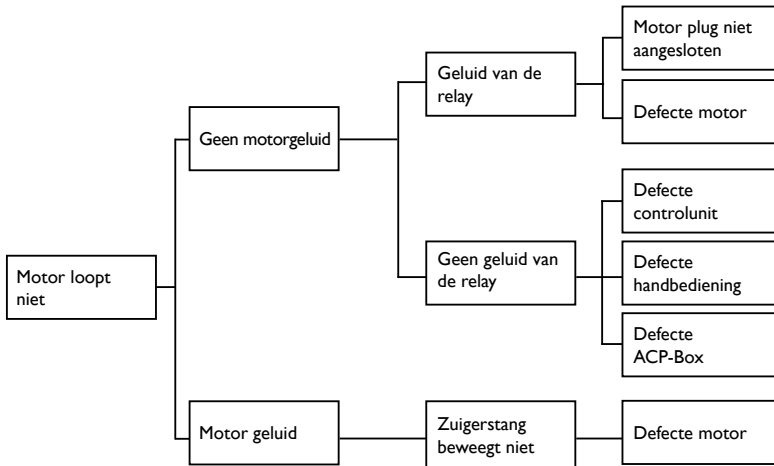 Motor plug niet
aangesloten
Geluid van de
relay
Defecte motor
Geen motorgeluid
Defecte
controlunit
Geen geluid van
de relay
Defecte
handbediening
Motor loopt
niet
Defecte
ACP-Box
Motor geluid
Zuigerstang
beweegt niet
Defecte motor